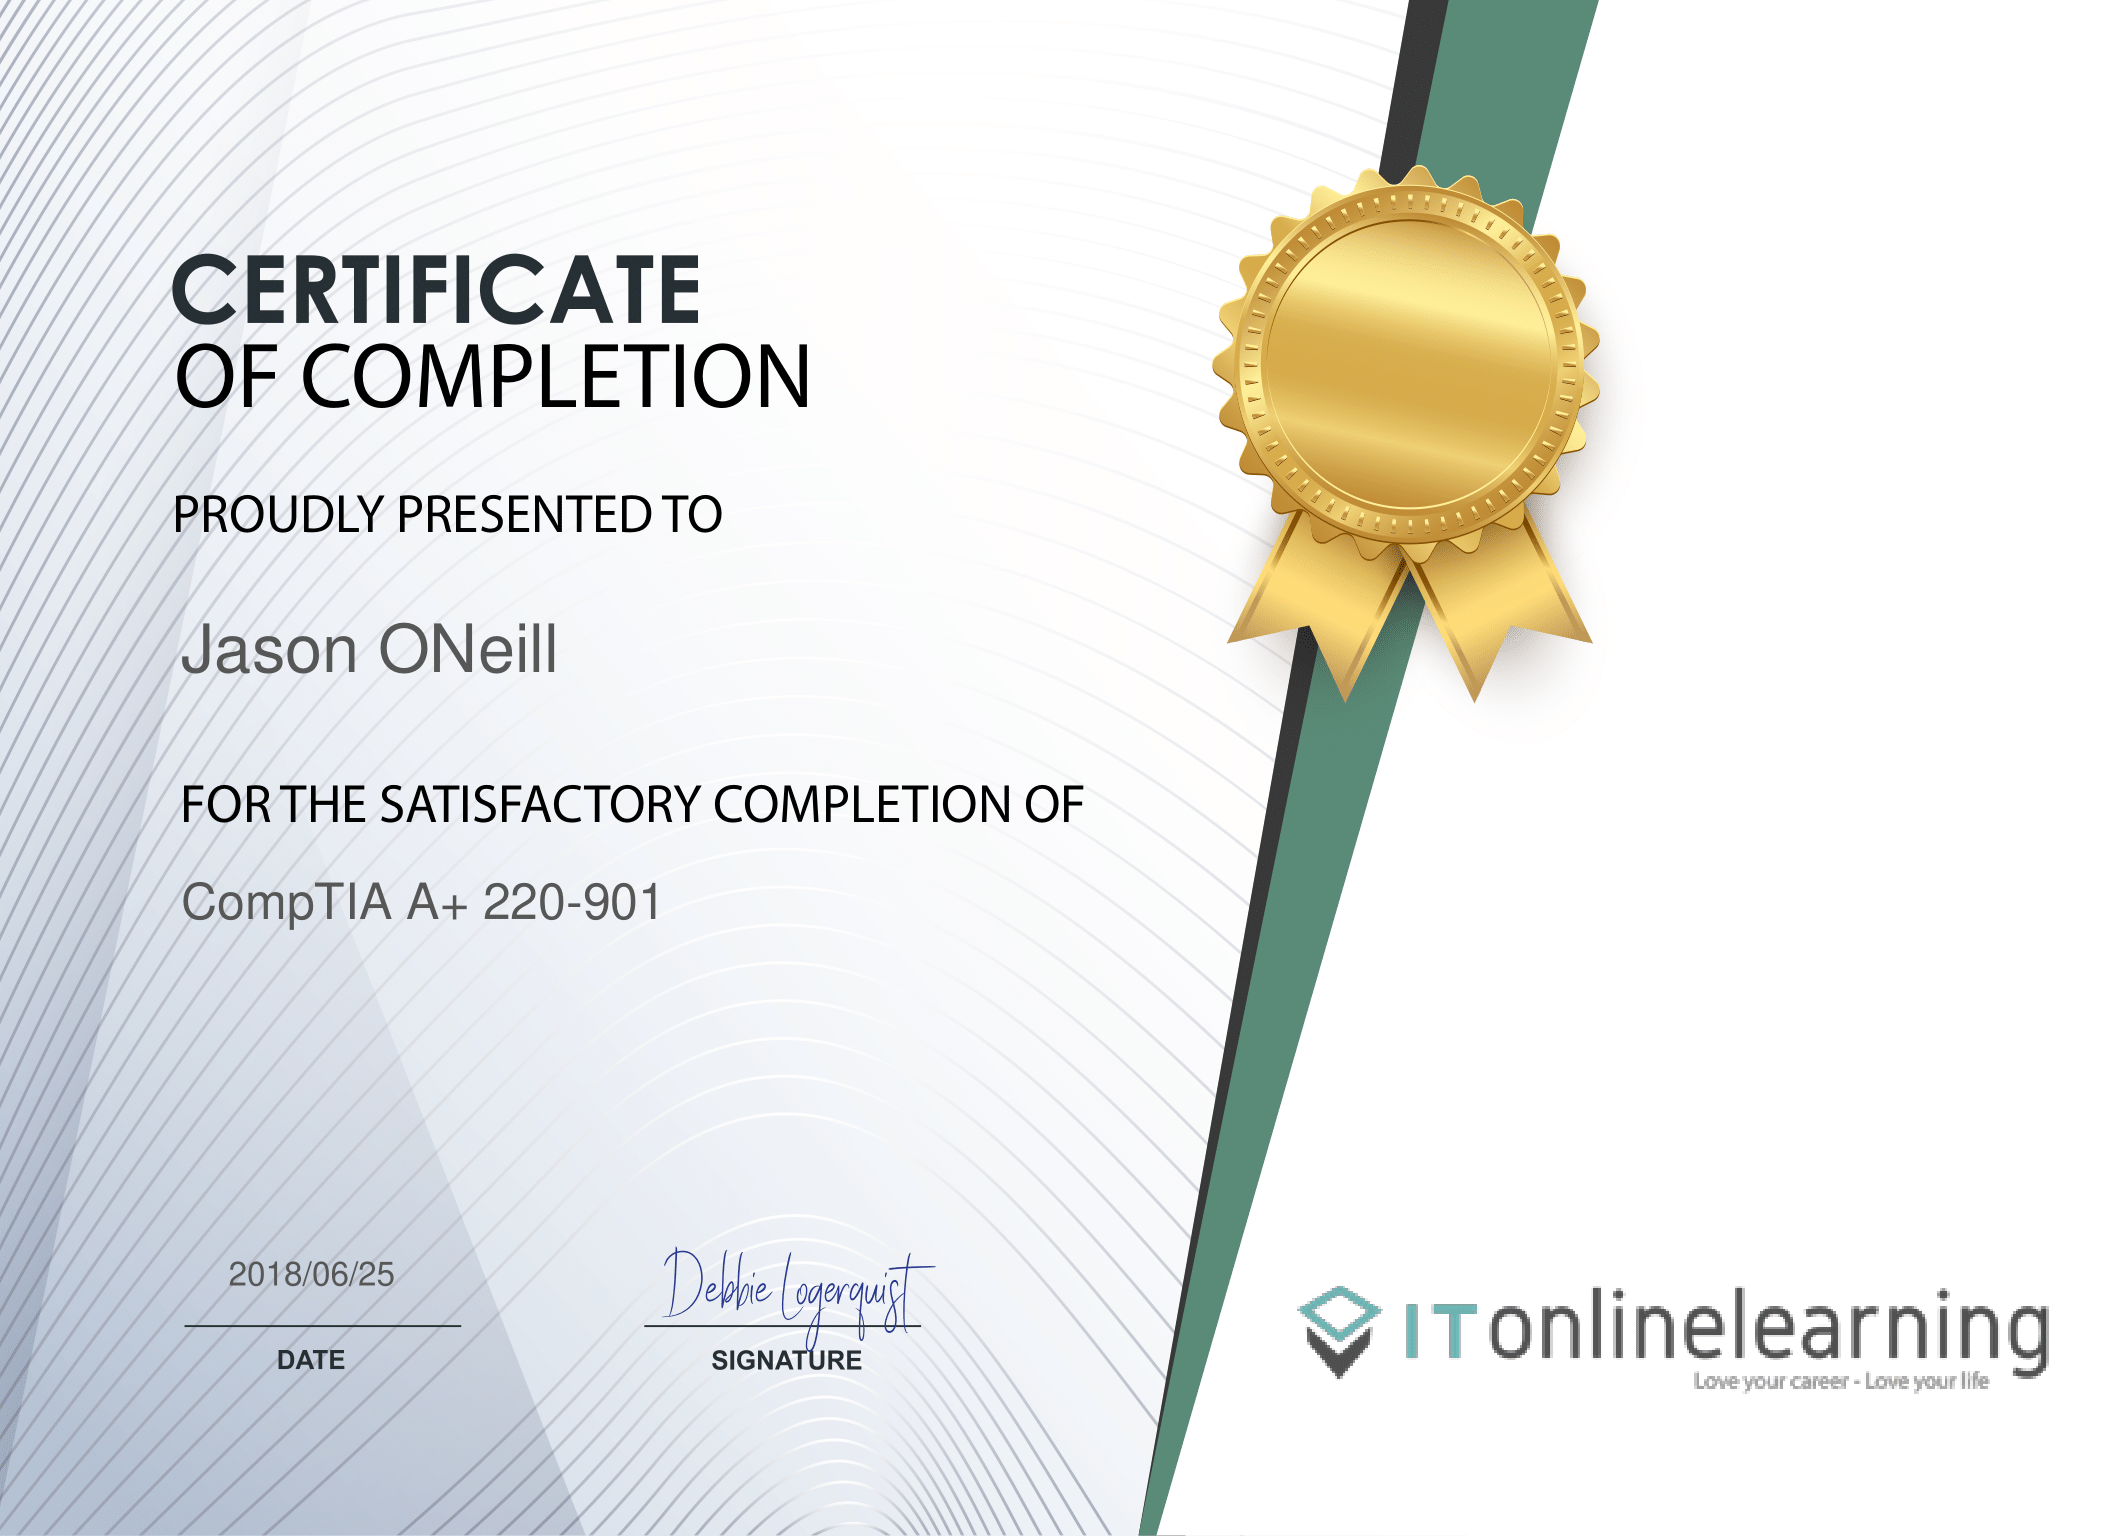 CERTIFICATE
OF COMPLETION
PROUDLY PRESENTED TO
Jason ONeill
FOR THE SATISFACTORY COMPLETION OF
CompTIA A+ 220-901
2018/06/25
DATE
Debbie Logerquist
SIGNATURE
ITonlinelearning
Love your career - Love your life